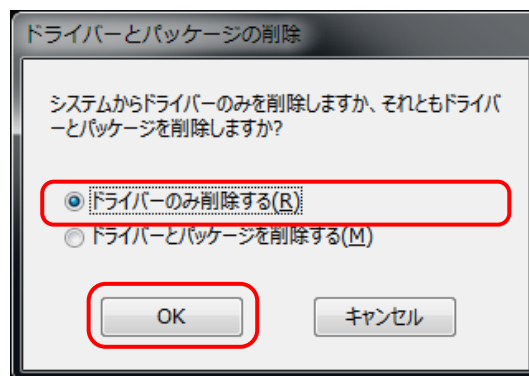 ドライバーとパッケージの削除
システムからドライバーのみを削除しますか、それともドライバ
ーとパッケージを削除しますか?
ドライバーのみ削除する(R)
ドライバーとパッケージを削除する(M)
OK キャンセル